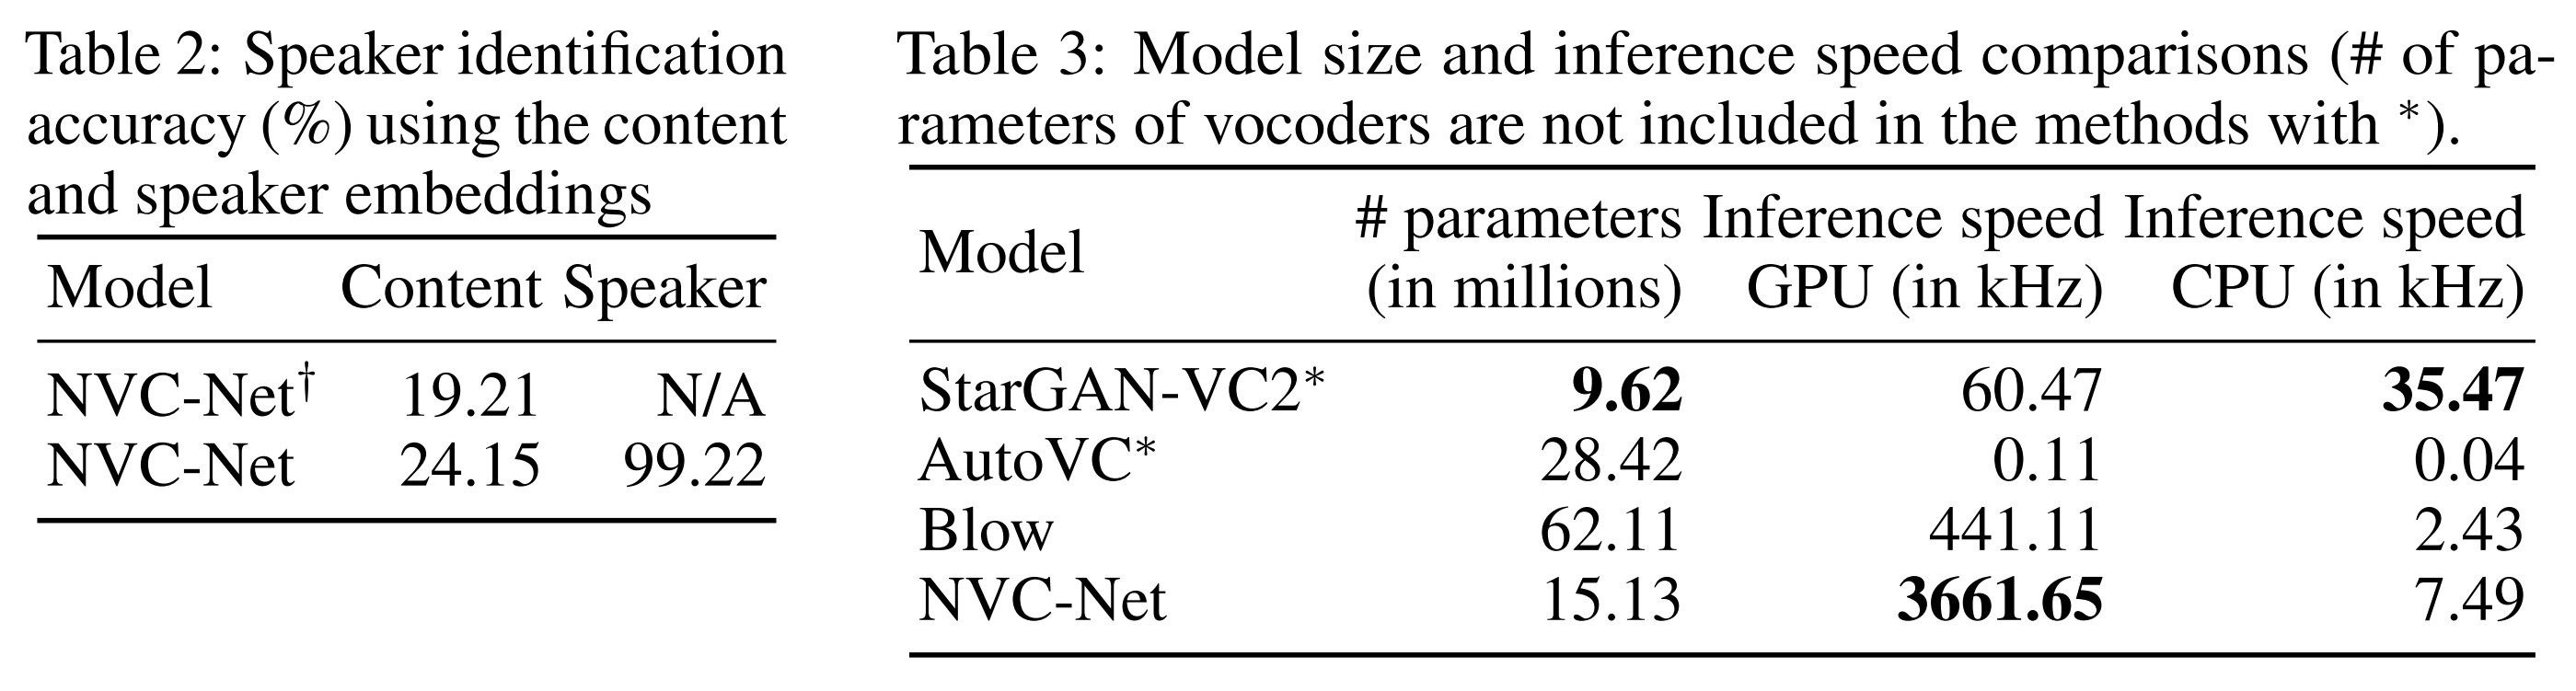 Table 2: Speaker identification
accuracy (%) using the content
and speaker embeddings
Model Content Speaker
NVC-Net† 19.21 N/A
NVC-Net 24.15 99.22
Table 3: Model size and inference speed comparisons (# of pa-
rameters of vocoders are not included in the methods with *).
Model # parameters (in millions) Inference speed GPU (in kHz) Inference speed CPU (in kHz)
StarGAN-VC2* 9.62 60.47 35.47
AutoVC* 28.42 0.11 0.04
Blow 62.11 441.11 2.43
NVC-Net 15.13 3661.65 7.49